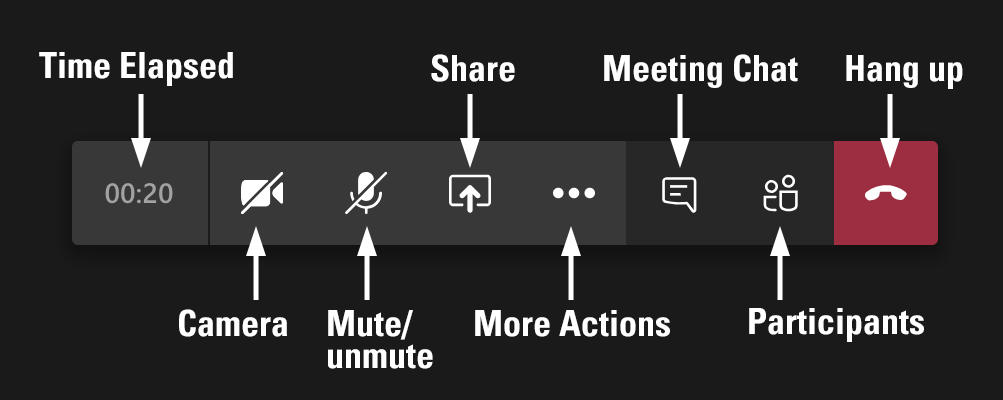 Time Elapsed
Share
Meeting Chat
Hang up
00:20
Camera
Mute/
unmute
More Actions
Participants